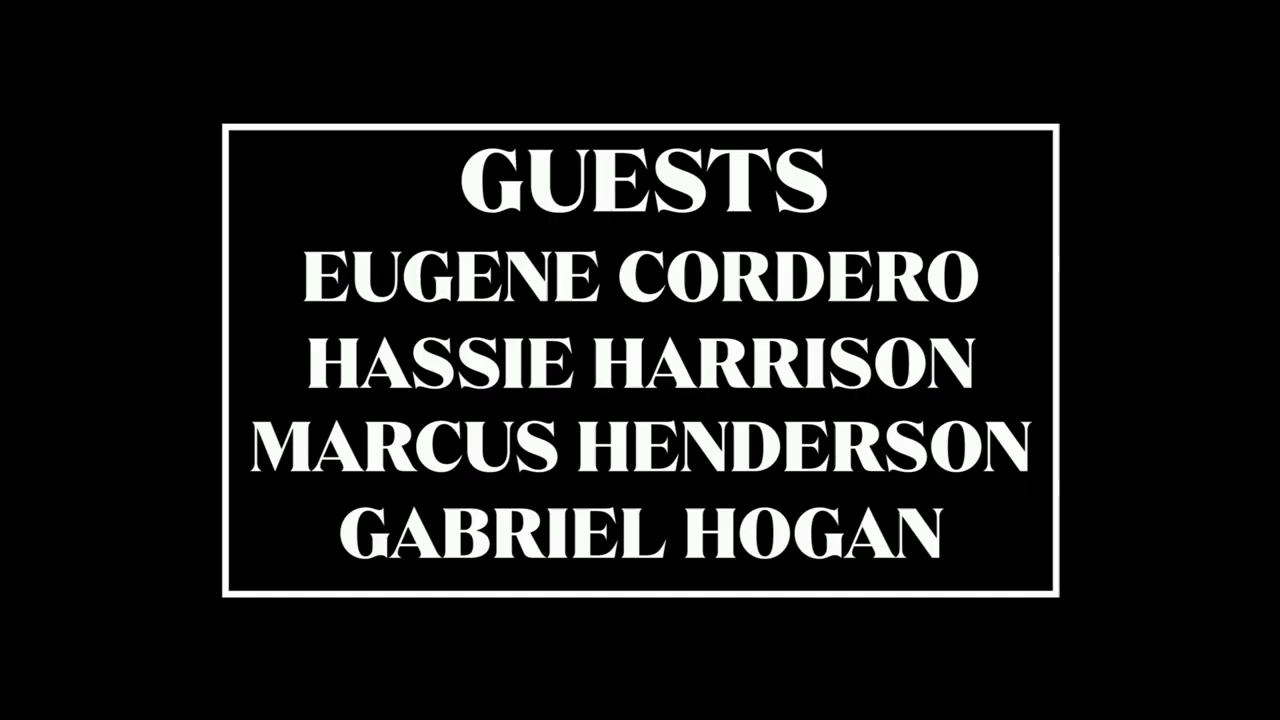 GUESTS
EUGENE CORDERO
HASSIE HARRISON
MARCUS HENDERSON
GABRIEL HOGAN